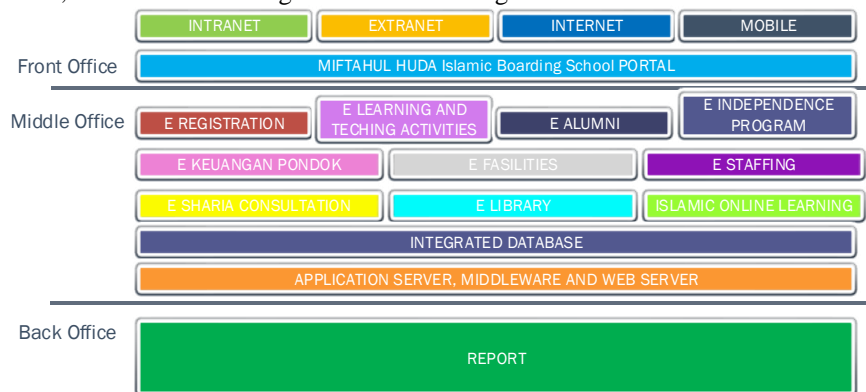 INTRANET
EXTRANET
INTERNET
MOBILE
Front Office
MIFTAHUL HUDA Islamic Boarding School PORTAL
Middle Office
E REGISTRATION
E LEARNING AND
TECHING ACTIVITIES
E ALUMNI
E INDEPENDENCE
PROGRAM
E KEUANGAN PONDOK
E FASILITIES
E STAFFING
E SHARIA CONSULTATION
E LIBRARY
ISLAMIC ONLINE LEARNING
INTEGRATED DATABASE
APPLICATION SERVER, MIDDLEWARE AND WEB SERVER
Back Office
REPORT